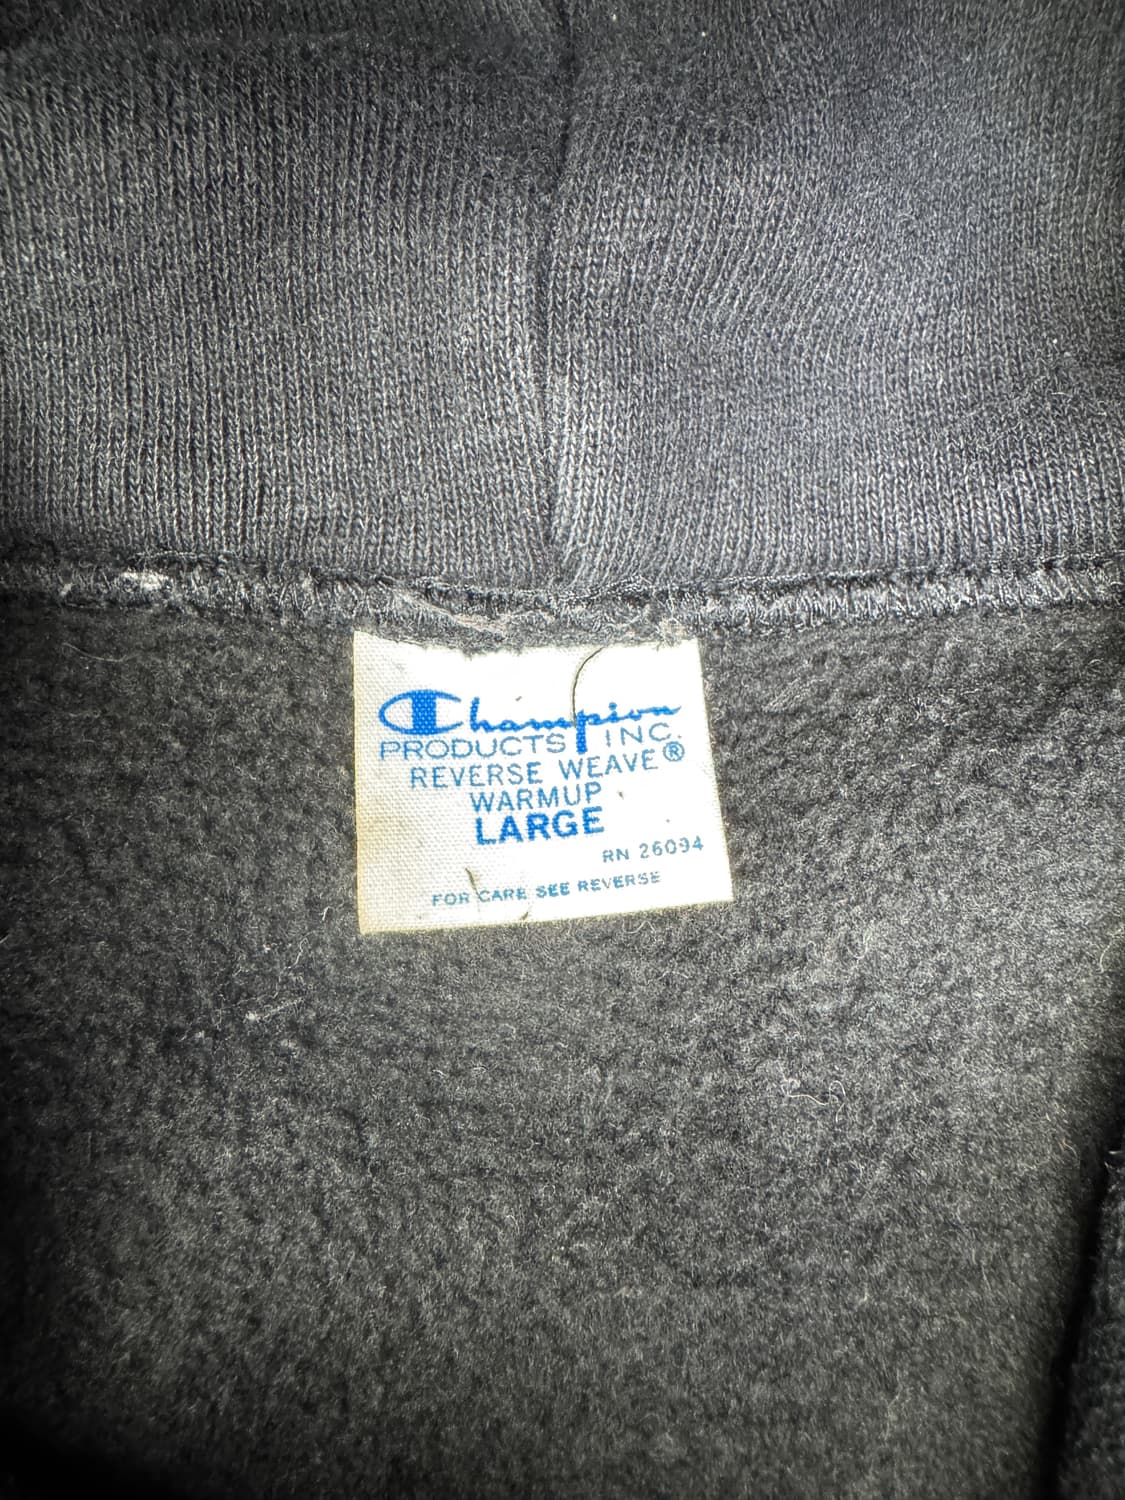 Champion
PRODUCTS INC.
REVERSE WEAVE®
WARMUP
LARGE
RN 26094
FOR CARE SEE REVERSE